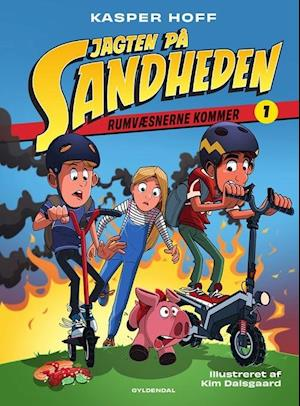 KASPER HOFF
JAGTEN PÅ
SANDHEDEN
RUMVÆSNERNE KOMMER
1
Illustreret af
Kim Dalsgaard
GYLDENDAL